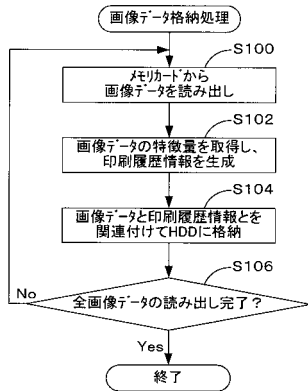 画像データ格納処理
S100
メモリカードから
画像データを読み出し
S102
画像データの特徴量を取得し、
印刷履歴情報を生成
S104
画像データと印刷履歴情報とを
関連付けてHDDに格納
S106
No
全画像データの読み出し完了？
Yes
終了